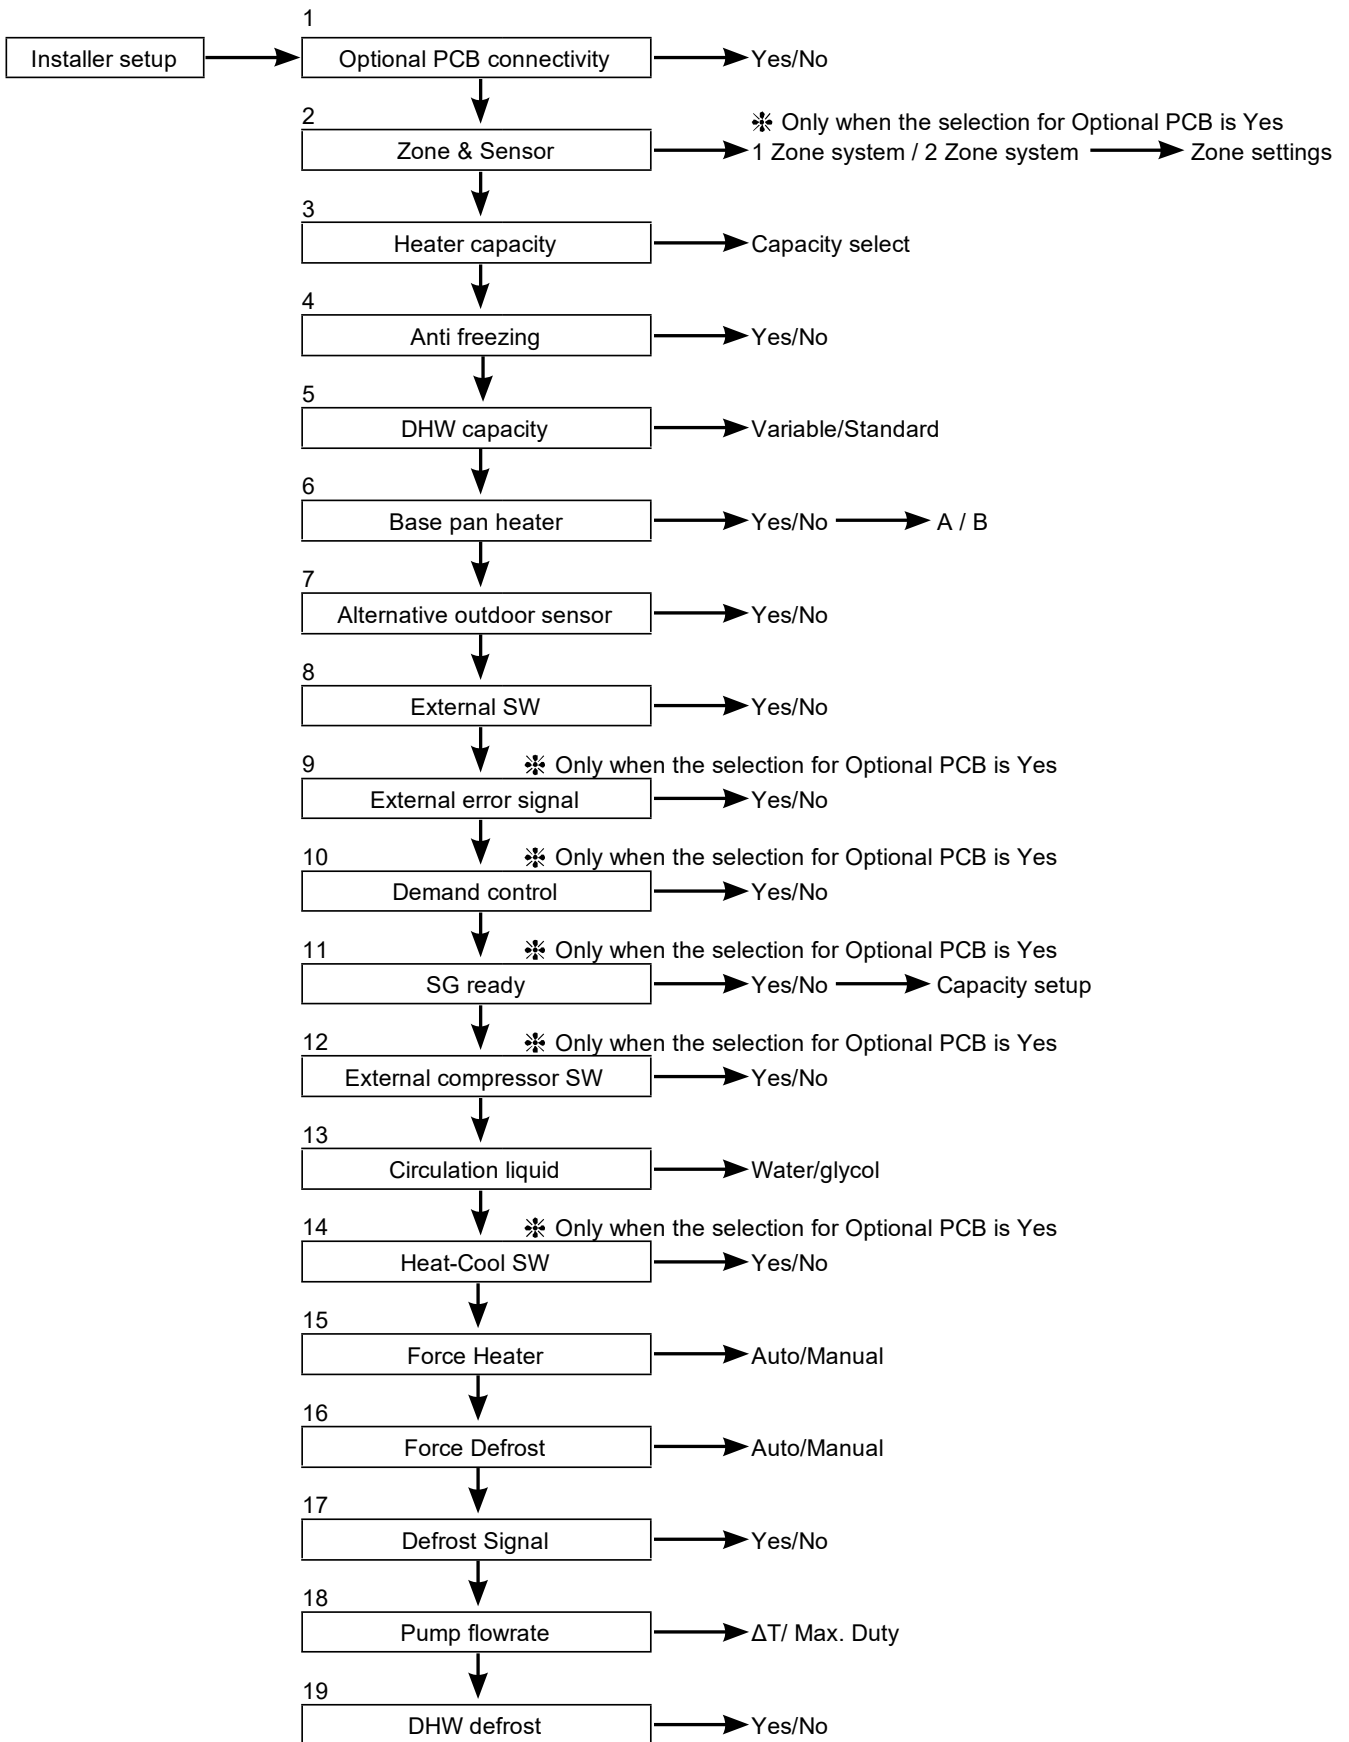 1
Installer setup
Optional PCB connectivity
Yes/No
2
❇ Only when the selection for Optional PCB is Yes
Zone & Sensor
1 Zone system / 2 Zone system
Zone settings
3
Heater capacity
Capacity select
4
Anti freezing
Yes/No
5
DHW capacity
Variable/Standard
6
Base pan heater
Yes/No
A / B
7
Alternative outdoor sensor
Yes/No
8
External SW
Yes/No
9
❇ Only when the selection for Optional PCB is Yes
External error signal
Yes/No
10
❇ Only when the selection for Optional PCB is Yes
Demand control
Yes/No
11
❇ Only when the selection for Optional PCB is Yes
SG ready
Yes/No
Capacity setup
12
❇ Only when the selection for Optional PCB is Yes
External compressor SW
Yes/No
13
Circulation liquid
Water/glycol
14
❇ Only when the selection for Optional PCB is Yes
Heat-Cool SW
Yes/No
15
Force Heater
Auto/Manual
16
Force Defrost
Auto/Manual
17
Defrost Signal
Yes/No
18
Pump flowrate
ΔT/ Max. Duty
19
DHW defrost
Yes/No